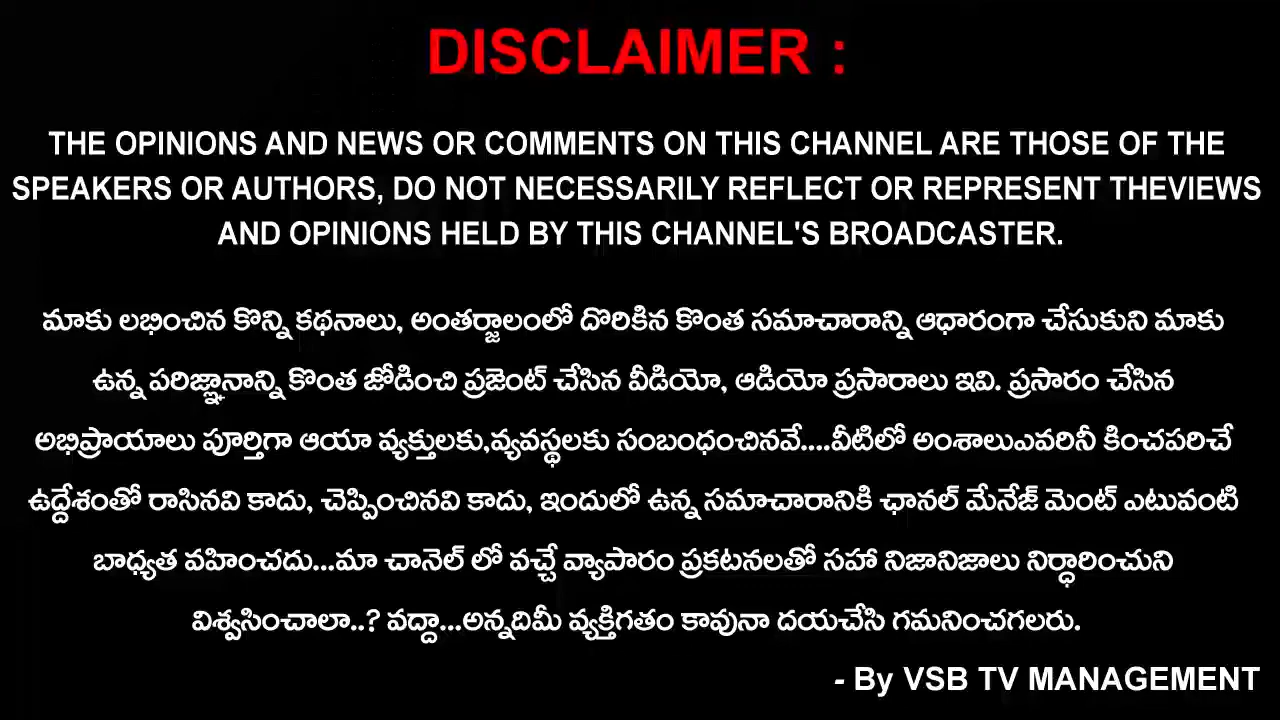 DISCLAIMER :
THE OPINIONS AND NEWS OR COMMENTS ON THIS CHANNEL ARE THOSE OF THE
SPEAKERS OR AUTHORS, DO NOT NECESSARILY REFLECT OR REPRESENT THEVIEWS
AND OPINIONS HELD BY THIS CHANNEL'S BROADCASTER.
మాకు లభించిన కొన్ని కథనాలు, అంతర్జాలంలో దొరికిన కొంత సమాచారాన్ని ఆధారంగా చేసుకుని మాకు
ఉన్న పరిజ్ఞానాన్ని కొంత జోడించి ప్రజెంట్ చేసిన వీడియో, ఆడియో ప్రసారాలు ఇవి. ప్రసారం చేసిన
అభిప్రాయాలు పూర్తిగా ఆయా వ్యక్తులకు,వ్యవస్థలకు సంబంధించినవే....వీటిలో అంశాలుఎవరినీ కించపరిచే
ఉద్దేశంతో రాసినవి కాదు, చెప్పించినవి కాదు, ఇందులో ఉన్న సమాచారానికి ఛానల్ మేనేజ్ మెంట్ ఎటువంటి
బాధ్యత వహించదు...మా చానెల్ లో వచ్చే వ్యాపారం ప్రకటనలతో సహా నిజానిజాలు నిర్ధారించుని
విశ్వసించాలా..? వద్దా...అన్నదిమీ వ్యక్తిగతం కావునా దయచేసి గమనించగలరు.
- By VSB TV MANAGEMENT